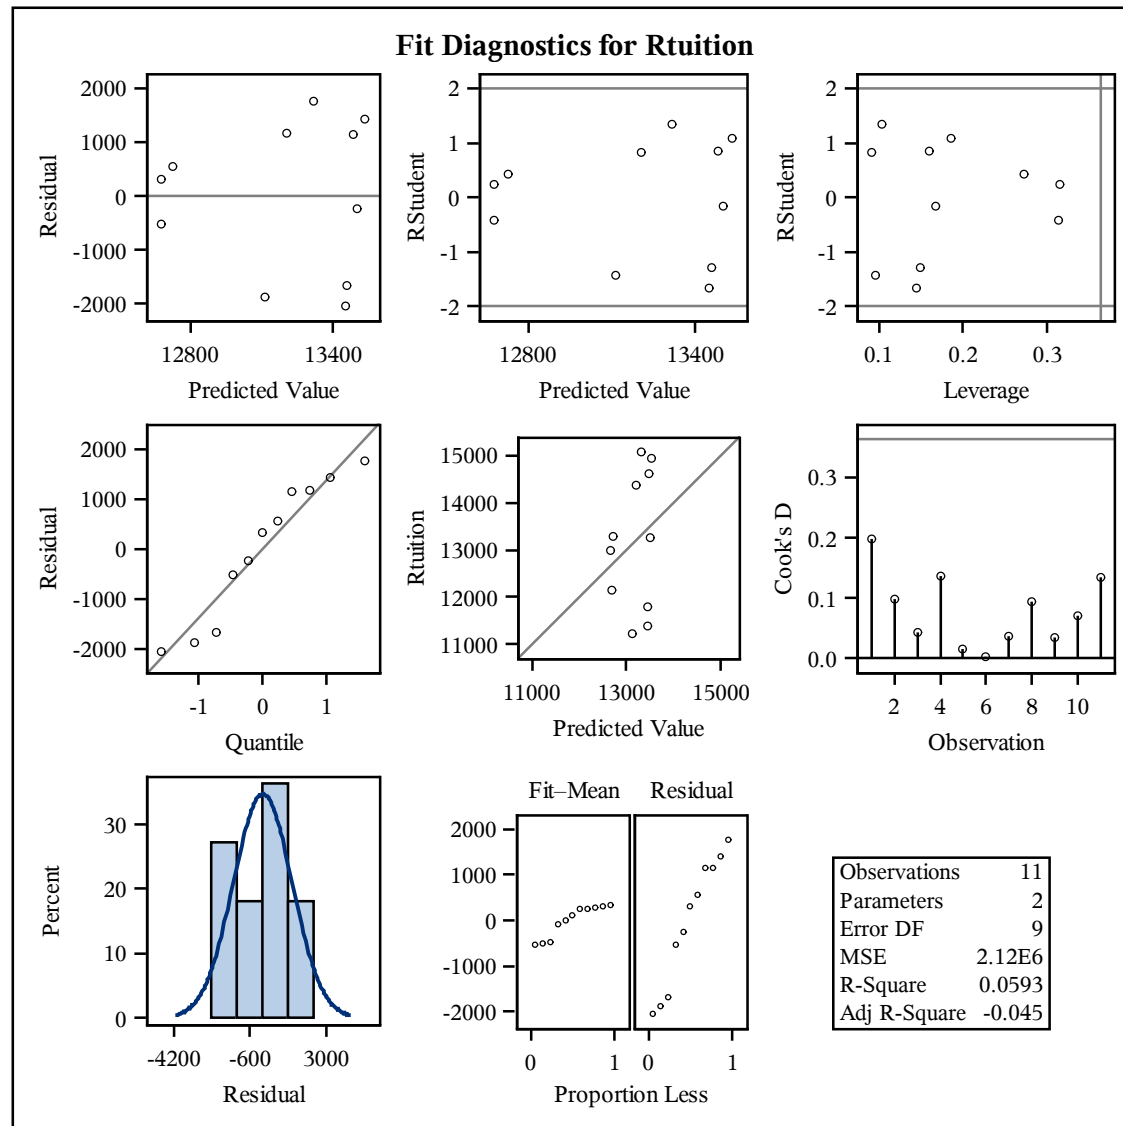 Fit Diagnostics for Rtuition
2000
1000
0
-1000
-2000
Residual
12800 13400
Predicted Value
2
1
0
-1
-2
RStudent
12800 13400
Predicted Value
2
1
0
-1
-2
RStudent
0.1 0.2 0.3
Leverage
2000
1000
0
-1000
-2000
Residual
-1 0 1
Quantile
15000
14000
13000
12000
11000
Rtuition
11000 13000 15000
Predicted Value
0.3
0.2
0.1
0.0
Cook's D
2 4 6 8 10
Observation
30
20
10
0
Percent
-4200 -600 3000
Residual
Fit–Mean Residual
2000
1000
0
-1000
-2000
0 1 0 1
Proportion Less
Observations 11
Parameters 2
Error DF 9
MSE 2.12E6
R-Square 0.0593
Adj R-Square -0.045